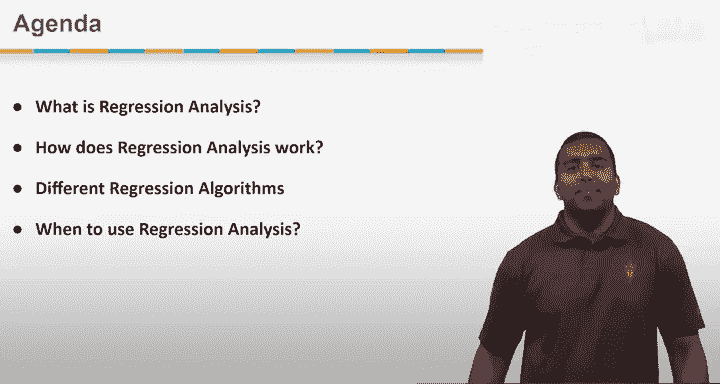 Agenda
● What is Regression Analysis?
● How does Regression Analysis work?
● Different Regression Algorithms
● When to use Regression Analysis?